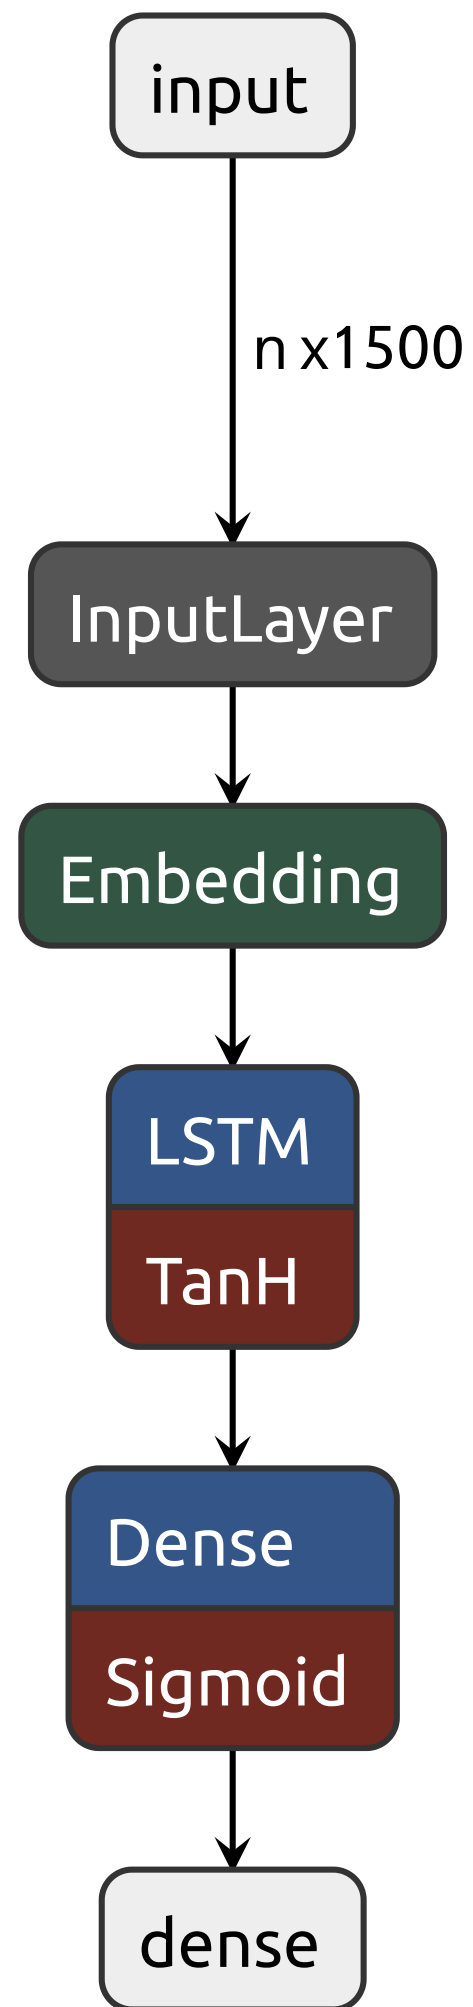 input
n x1500
InputLayer
Embedding
LSTM
TanH
Dense
Sigmoid
dense